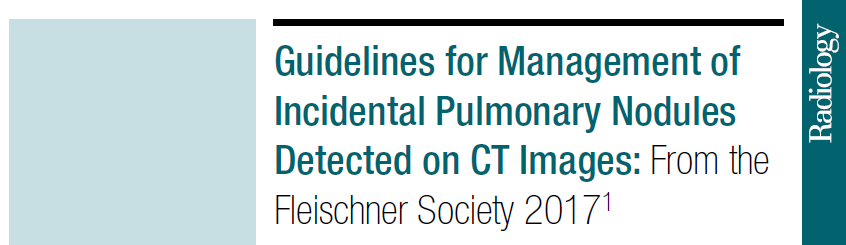 Guidelines for Management of
Incidental Pulmonary Nodules
Detected on CT Images: From the
Fleischner Society 2017¹
Radiology